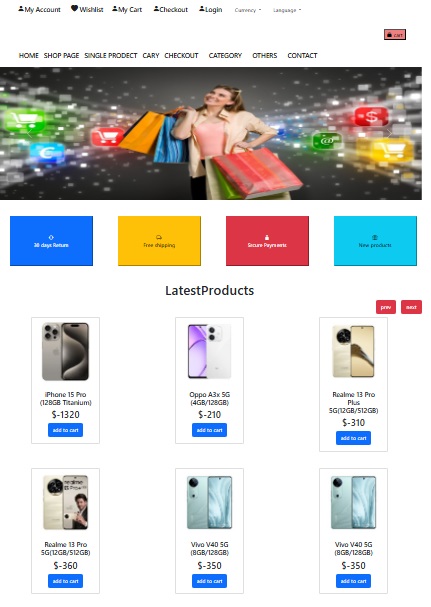 My Account Wishlist My Cart Checkout Login Currency Language
cart
HOME SHOP PAGE SINGLE PRODECT CARY CHECKOUT CATEGORY OTHERS CONTACT
30 days Return
Free shipping
Secure Payments
New products
LatestProducts
prev next
iPhone 15 Pro
(128GB Titanium)
$-1320
add to cart
Oppo A3x 5G
(4GB/128GB)
$-210
add to cart
Realme 13 Pro
Plus
5G(12GB/512GB)
$-310
add to cart
realme
Realme 13 Pro
5G(12GB/512GB)
$-360
add to cart
Vivo V40 5G
(8GB/128GB)
$-350
add to cart
Vivo V40 5G
(8GB/128GB)
$-350
add to cart